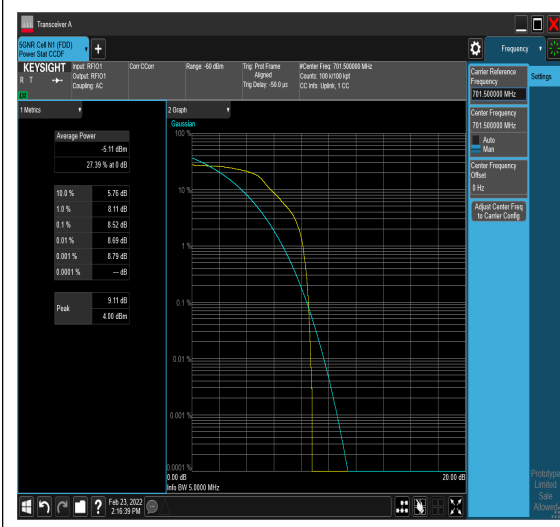 Transceiver A
5GNR Cell N1 (FDD)
Power Stat CCDF
Frequency
KEYSIGHT
R T
Input: RFIO1
Output: RFIO1
Coupling: AC
Corr CCorr
Range: -60 dBm
Trig: Prot Frame
Aligned
Trig Delay: -50.0 µs
#Center Freq: 701.500000 MHz
Counts: 100 k/100 kpt
CC Info: Uplink, 1 CC
Carrier Reference
Frequency
701.500000 MHz
Settings
Center Frequency
701.500000 MHz
Auto
Man
Center Frequency
Offset
0 Hz
Adjust Center Freq
to Carrier Config
1 Metrics
Average Power
-5.11 dBm
27.39 % at 0 dB
10.0 % 5.76 dB
1.0 % 8.11 dB
0.1 % 8.52 dB
0.01 % 8.69 dB
0.001 % 8.79 dB
0.0001 % --- dB
Peak
9.11 dB
4.00 dBm
2 Graph
Gaussian
100 %
10 %
1 %
0.1 %
0.01 %
0.001 %
0.0001 %
0.00 dB 20.00 dB
Info BW 5.0000 MHz
Prototype
Limited
Sale
Allowed
Feb 23, 2022
2:16:39 PM